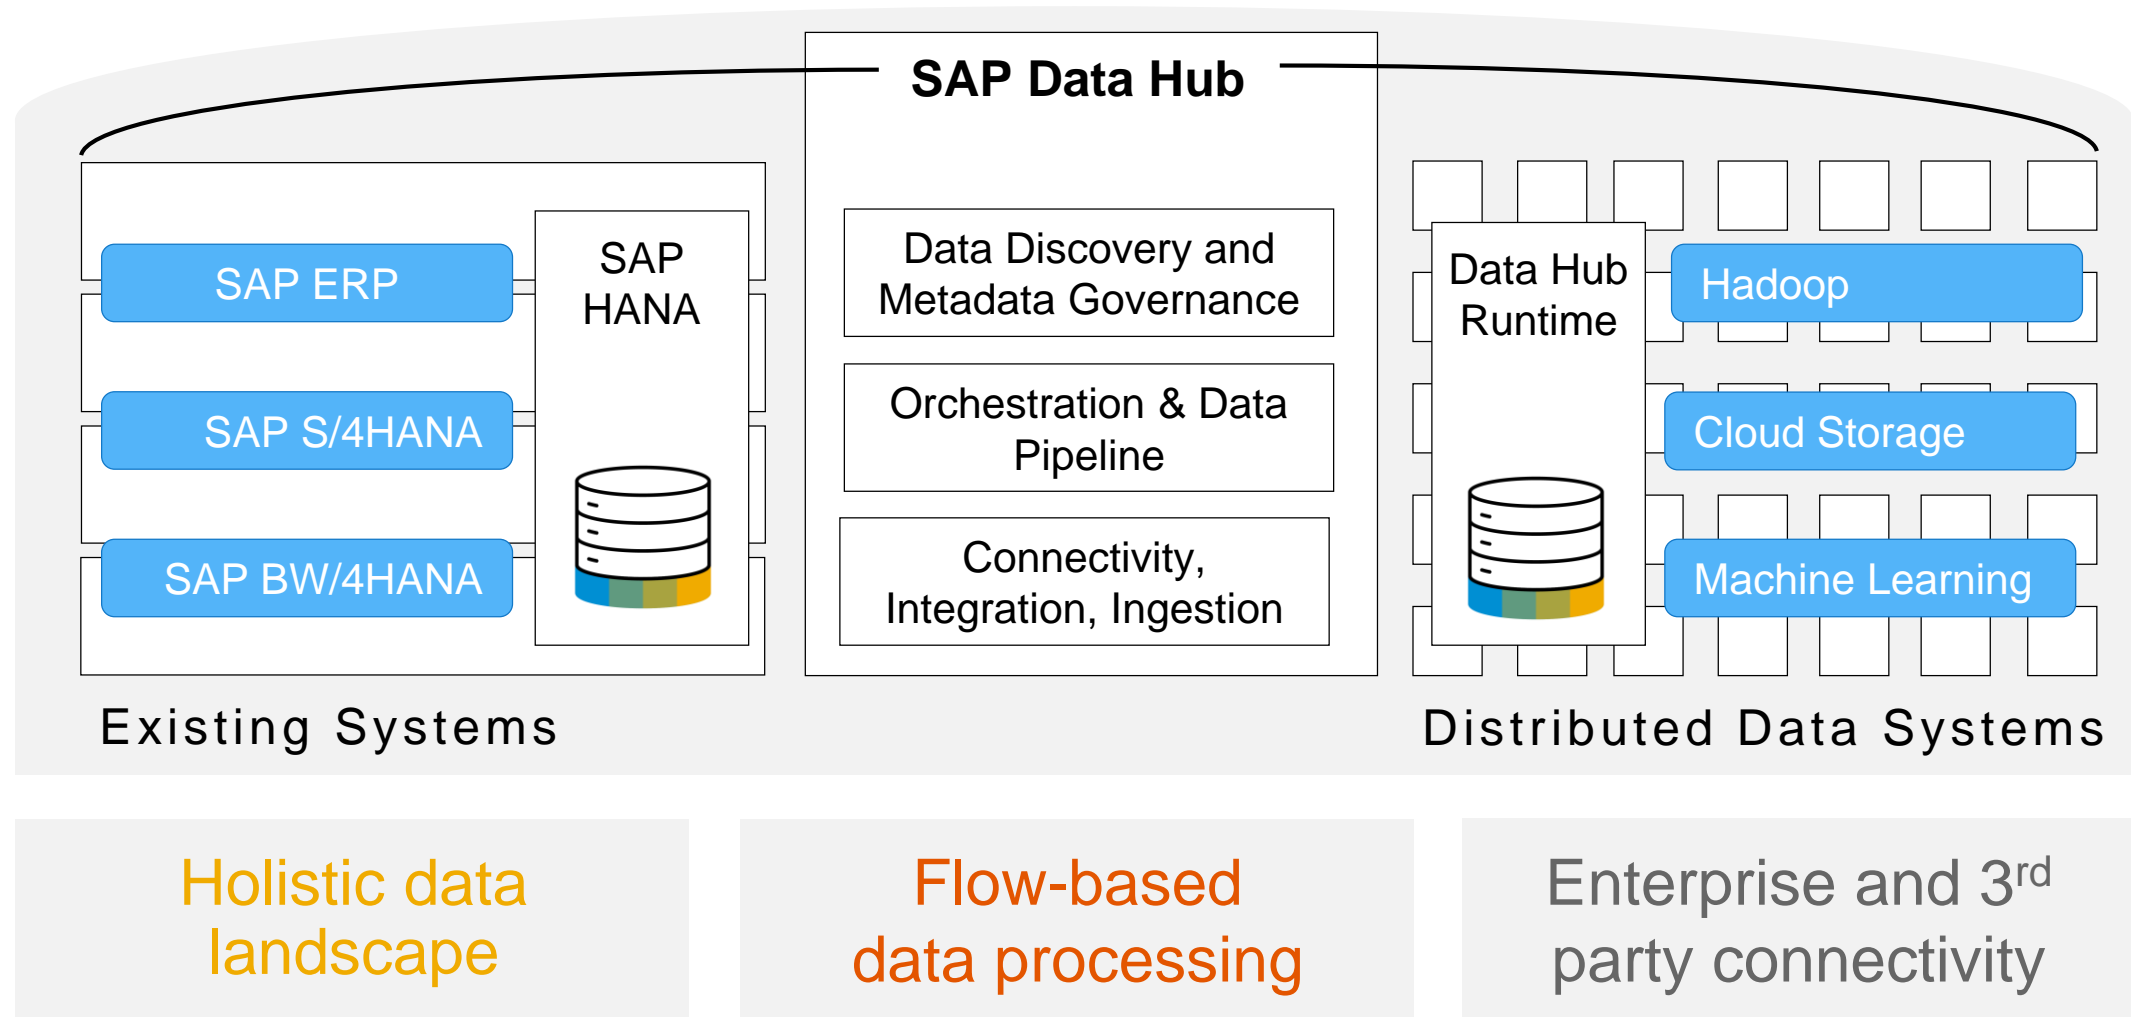 SAP Data Hub
SAP ERP
SAP S/4HANA
SAP BW/4HANA
SAP
HANA
Existing Systems
Data Discovery and
Metadata Governance
Orchestration & Data
Pipeline
Connectivity,
Integration, Ingestion
Data Hub
Runtime
Hadoop
Cloud Storage
Machine Learning
Distributed Data Systems
Holistic data
landscape
Flow-based
data processing
Enterprise and 3rd
party connectivity